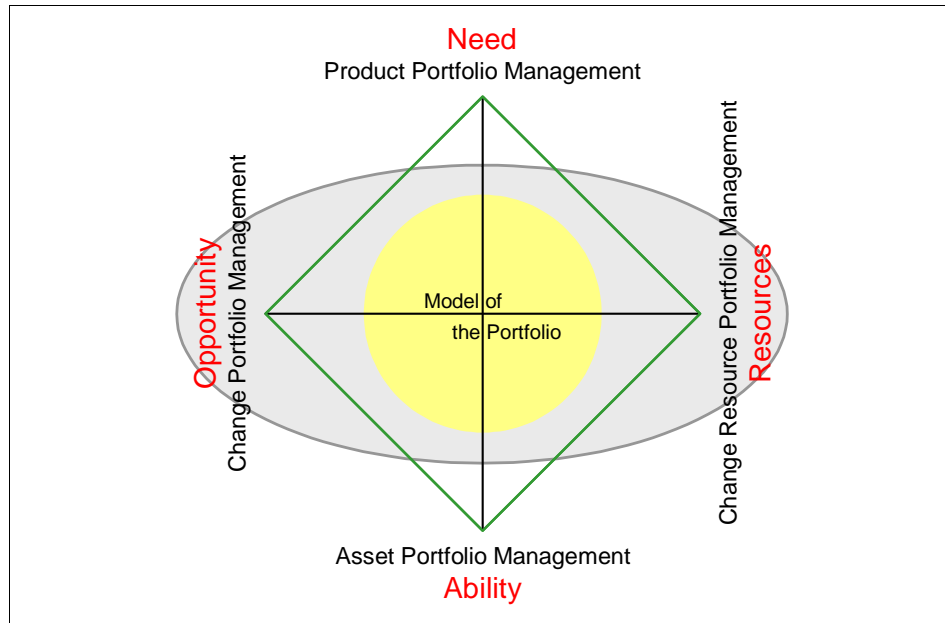 Need
Product Portfolio Management
Opportunity
Change Portfolio Management
Model of
the Portfolio
Change Resource Portfolio Management
Resources
Asset Portfolio Management
Ability